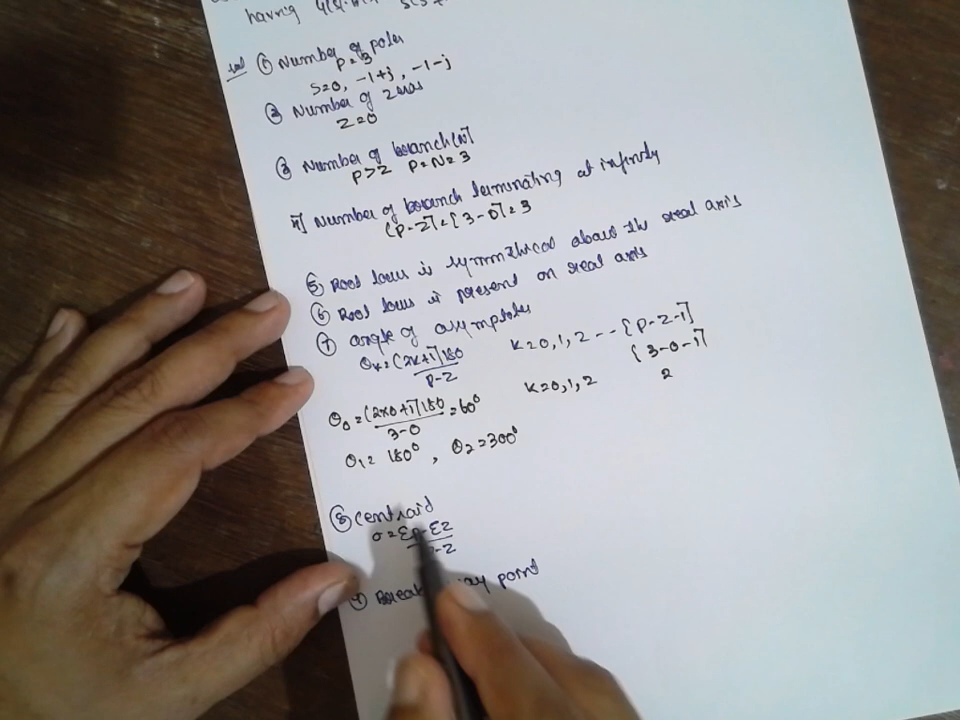 having
Sol ① Number of poles
P = 3
S=0, -1+j, -1-j
② Number of zeros
Z=0
③ Number of branch[N]
P>Z P=N=3
4] Number of branch terminating at infinity
[P-Z]=[3-0]=3
⑤ Root locus is symmetrical about the real axis
⑥ Root locus is present on real axis
⑦ angle of asymptotes
θk=(2k+1]180
P-Z
K=0,1,2 -- [P-Z-1]
[3-0-1]
2
θ0=(2x0+1]180 =60°
3-0
K=0,1,2
θ1= 180° , θ2=300°
⑧ Centroid
σ=ΣP-ΣZ
P-Z
point